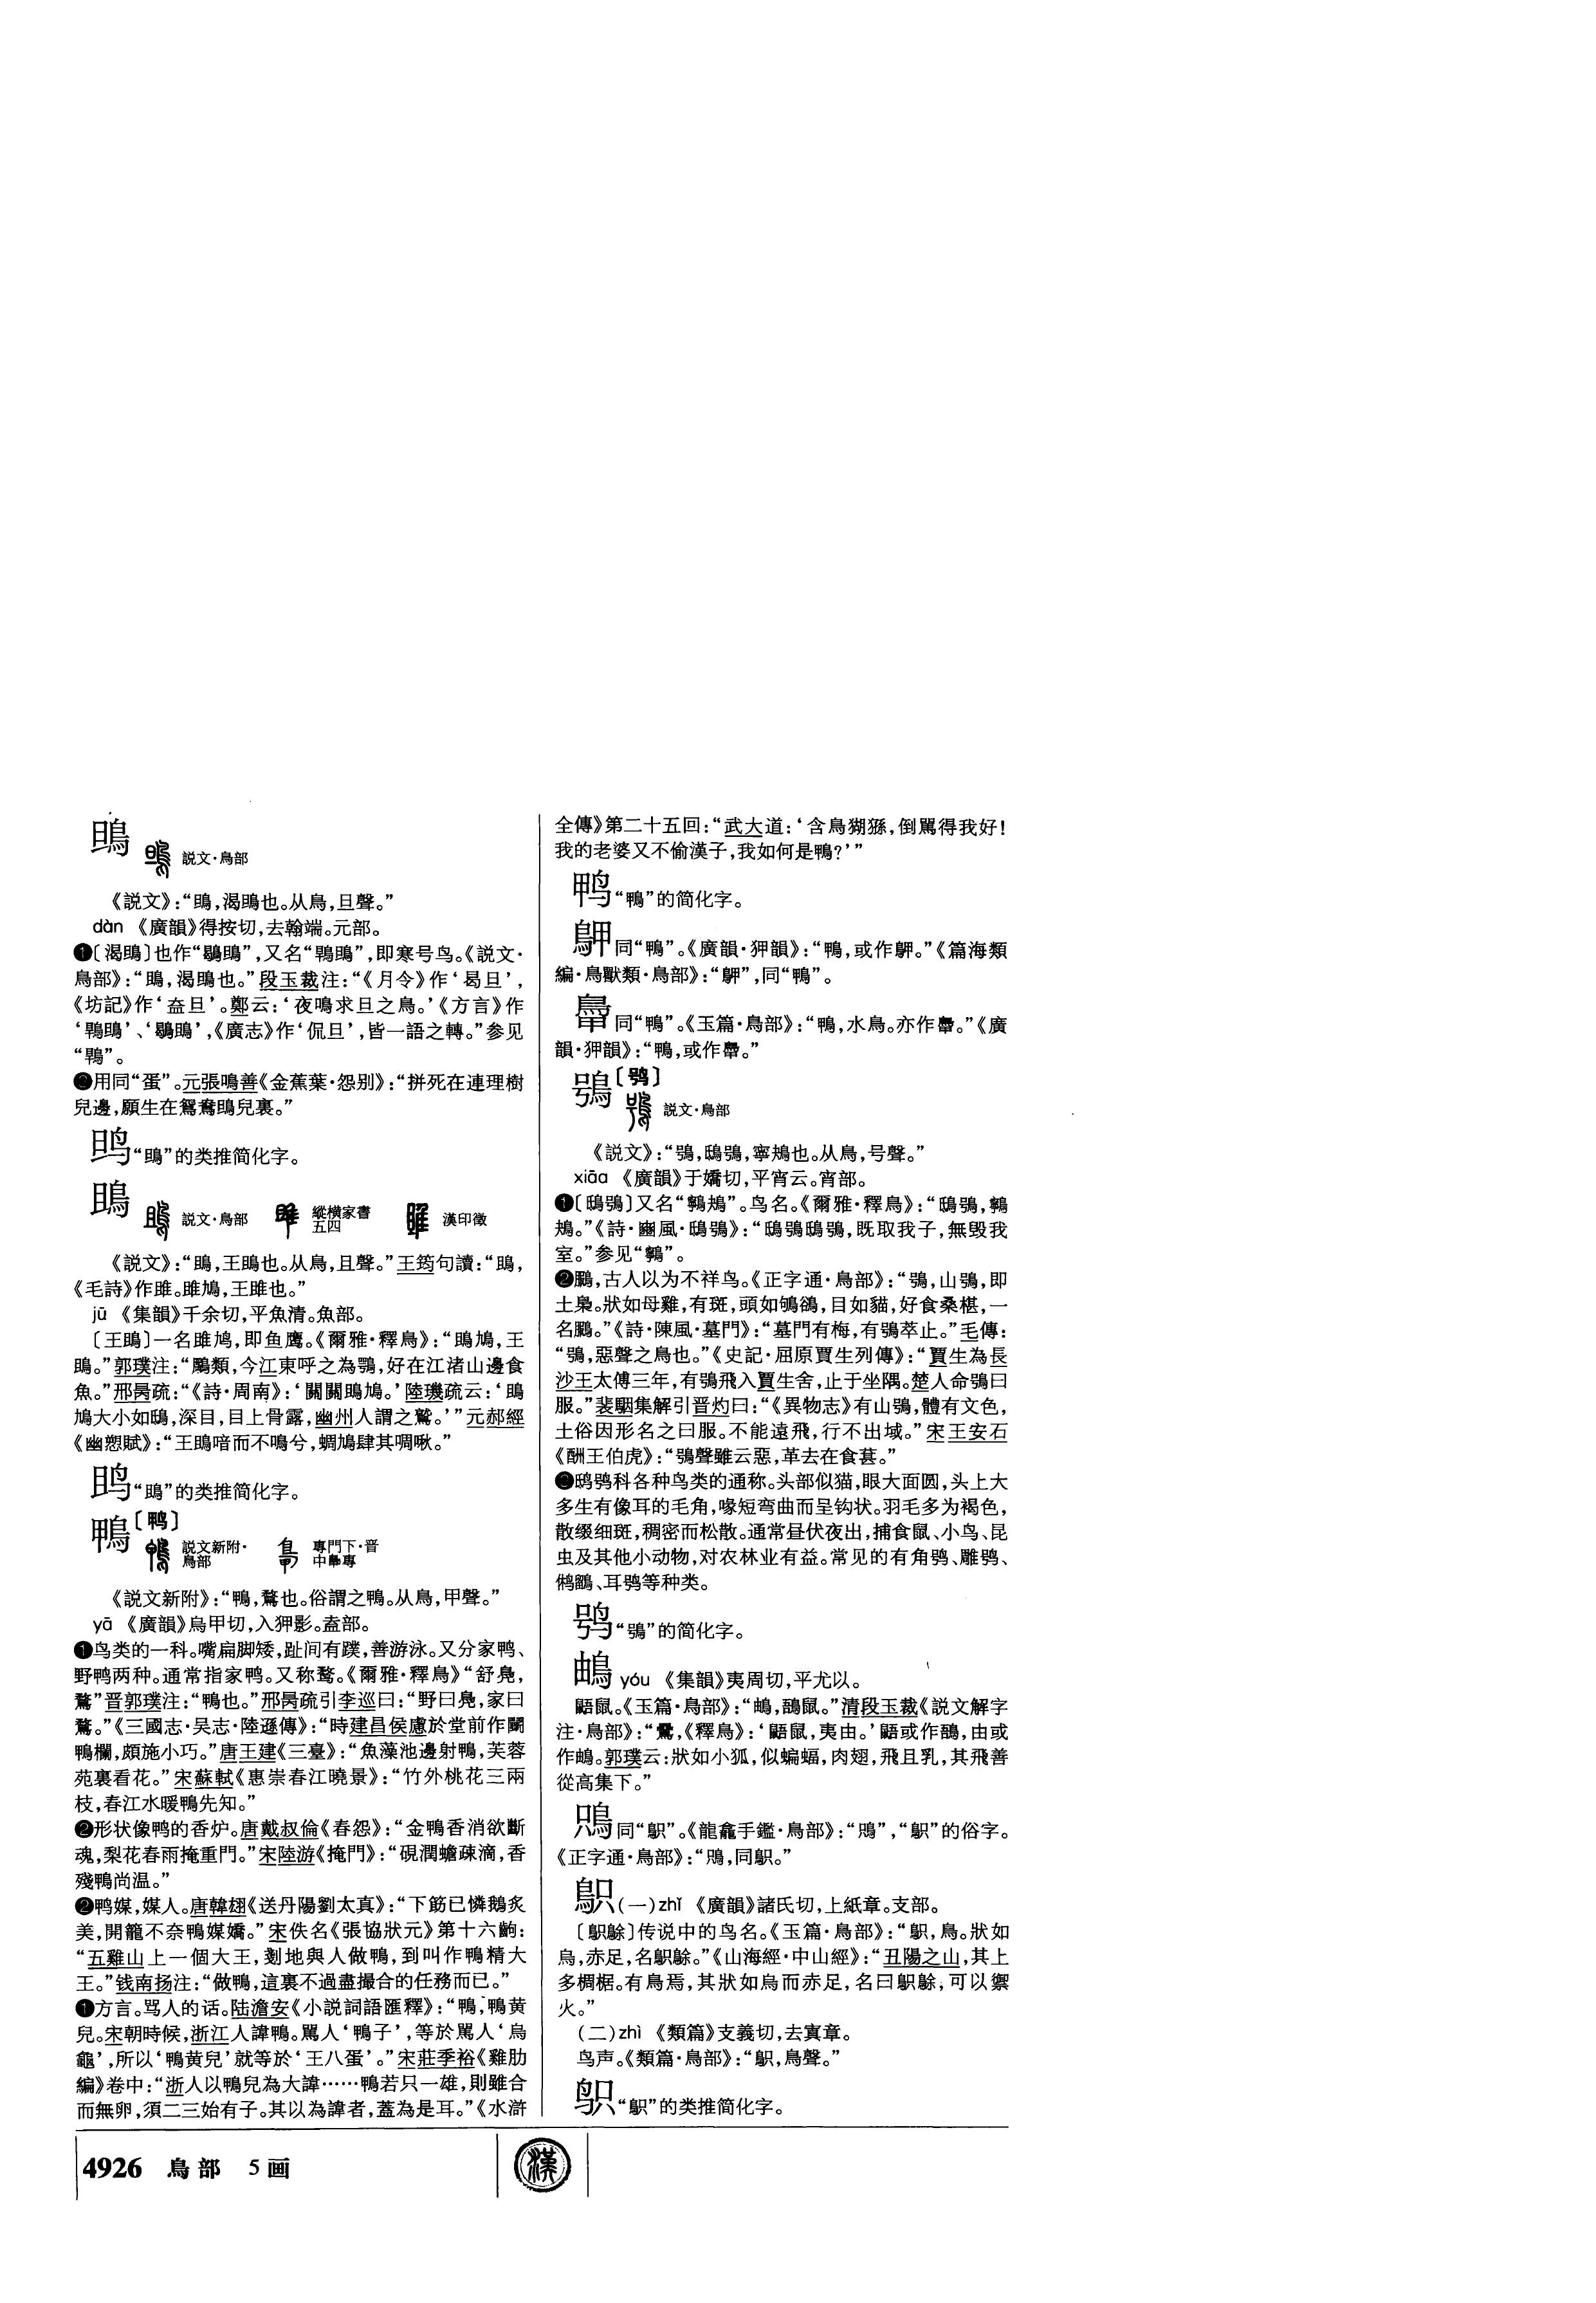 鴠
説文·鳥部
《説文》：“鴠，渴鴠也。从鳥，旦聲。”
dàn 《廣韻》得按切，去翰端。元部。
❶〔渴鴠〕也作“鶡鴠”，又名“鶤鴠”，即寒号鸟。《説文·
鳥部》：“鴠，渴鴠也。”段玉裁注：“《月令》作‘曷旦’，
《坊記》作‘盍旦’。鄭云：‘夜鳴求旦之鳥。’《方言》作
‘鶤鴠’、‘鶡鴠’，《廣志》作‘侃旦’，皆一語之轉。”参见
“鶤”。
❷用同“蛋”。元張鳴善《金蕉葉·怨别》：“拼死在連理樹
兒邊，願生在鴛鴦鴠兒裏。”
“鴠”的类推简化字。
鴡
説文·鳥部
縱横家書
五四
漢印徵
《説文》：“鴡，王鴡也。从鳥，且聲。”王筠句讀：“鴡，
《毛詩》作雎。雎鳩，王雎也。”
jū 《集韻》千余切，平魚清。魚部。
〔王鴡〕一名雎鸠，即鱼鹰。《爾雅·釋鳥》：“鴡鳩，王
鴡。”郭璞注：“鵰類，今江東呼之為鶚，好在江渚山邊食
魚。”邢昺疏：“《詩·周南》：‘關關鴡鳩。’陸璣疏云：‘鴡
鳩大小如鴟，深目，目上骨露，幽州人謂之鷲。’”元郝經
《幽愬賦》：“王鴡喑而不鳴兮，蜩鳩肆其啁啾。”
“鴡”的类推简化字。
鴨〔鸭〕
説文新附·
鳥部
專門下·晋
中專
《説文新附》：“鴨，鶩也。俗謂之鴨。从鳥，甲聲。”
yā 《廣韻》烏甲切，入狎影。盍部。
❶鸟类的一科。嘴扁脚矮，趾间有蹼，善游泳。又分家鸭、
野鸭两种。通常指家鸭。又称鹜。《爾雅·釋鳥》“舒鳧，
鶩”晋郭璞注：“鴨也。”邢昺疏引李巡曰：“野曰鳧，家曰
鶩。”《三國志·吴志·陸遜傳》：“時建昌侯慮於堂前作鬭
鴨欄，頗施小巧。”唐王建《三臺》：“魚藻池邊射鴨，芙蓉
苑裏看花。”宋蘇軾《惠崇春江曉景》：“竹外桃花三兩
枝，春江水暖鴨先知。”
❷形状像鸭的香炉。唐戴叔倫《春怨》：“金鴨香消欲斷
魂，梨花春雨掩重門。”宋陸游《掩門》：“硯潤蟾疎滴，香
殘鴨尚温。”
❷鸭媒，媒人。唐韓翃《送丹陽劉太真》：“下筯已憐鵝炙
美，開籠不奈鴨媒嬌。”宋佚名《張協狀元》第十六齣：
“五雞山上一個大王，剗地與人做鴨，到叫作鴨精大
王。”钱南扬注：“做鴨，這裏不過盡撮合的任務而已。”
❶方言。骂人的话。陆澹安《小説詞語匯釋》：“鴨，鴨黄
兒。宋朝時候，浙江人諱鴨。駡人‘鴨子’，等於駡人‘烏
龜’，所以‘鴨黄兒’就等於‘王八蛋’。”宋莊季裕《雞肋
編》卷中：“浙人以鴨兒為大諱……鴨若只一雄，則雖合
而無卵，須二三始有子。其以為諱者，蓋為是耳。”《水滸
全傳》第二十五回：“武大道：‘含鳥猢猻，倒駡得我好！
我的老婆又不偷漢子，我如何是鴨？’”
鸭“鴨”的简化字。
同“鴨”。《廣韻·狎韻》：“鴨，或作。”《篇海類
編·鳥獸類·鳥部》：“”，同“鴨”。
同“鴨”。《玉篇·鳥部》：“鴨，水鳥。亦作。”《廣
韻·狎韻》：“鴨，或作。”
鴞〔鸮〕
説文·鳥部
《説文》：“鴞，鴟鴞，寧鴂也。从鳥，号聲。”
xiāo 《廣韻》于嬌切，平宵云。宵部。
❶〔鴟鴞〕又名“鸋鴂”。鸟名。《爾雅·釋鳥》：“鴟鴞，鸋
鴂。”《詩·豳風·鴟鴞》：“鴟鴞鴟鴞，既取我子，無毁我
室。”参见“鸋”。
❷鵩，古人以为不祥鸟。《正字通·鳥部》：“鴞，山鴞，即
土梟。狀如母雞，有斑，頭如鴝鵒，目如貓，好食桑椹，一
名鵩。”《詩·陳風·墓門》：“墓門有梅，有鴞萃止。”毛傳：
“鴞，惡聲之鳥也。”《史記·屈原賈生列傳》：“賈生為長
沙王太傅三年，有鴞飛入賈生舍，止于坐隅。楚人命鴞曰
服。”裴駰集解引晋灼曰：“《異物志》有山鴞，體有文色，
土俗因形名之曰服。不能遠飛，行不出域。”宋王安石
《酬王伯虎》：“鴞聲雖云惡，革去在食葚。”
❷鸱鸮科各种鸟类的通称。头部似猫，眼大面圆，头上大
多生有像耳的毛角，喙短弯曲而呈钩状。羽毛多为褐色，
散缀细斑，稠密而松散。通常昼伏夜出，捕食鼠、小鸟、昆
虫及其他小动物，对农林业有益。常见的有角鸮、雕鸮、
鸺鶹、耳鸮等种类。
鸮“鴞”的简化字。
yóu 《集韻》夷周切，平尤以。
鼯鼠。《玉篇·鳥部》：“，鼠。”清段玉裁《説文解字
注·鳥部》：“，《釋鳥》：‘鼯鼠，夷由。’鼯或作，由或
作。郭璞云：狀如小狐，似蝙蝠，肉翅，飛且乳，其飛善
從高集下。”
同“”。《龍龕手鑑·鳥部》：“”，“”的俗字。
《正字通·鳥部》：“，同。”
(一)zhǐ 《廣韻》諸氏切，上紙章。支部。
〔鵌〕传说中的鸟名。《玉篇·鳥部》：“，鳥。狀如
烏，赤足，名鵌。”《山海經·中山經》：“丑陽之山，其上
多椆椐。有鳥焉，其狀如烏而赤足，名曰鵌，可以禦
火。”
(二)zhì 《類篇》支義切，去寘章。
鸟声。《類篇·鳥部》：“，鳥聲。”
“”的类推简化字。
4926 鳥部 5画
漢